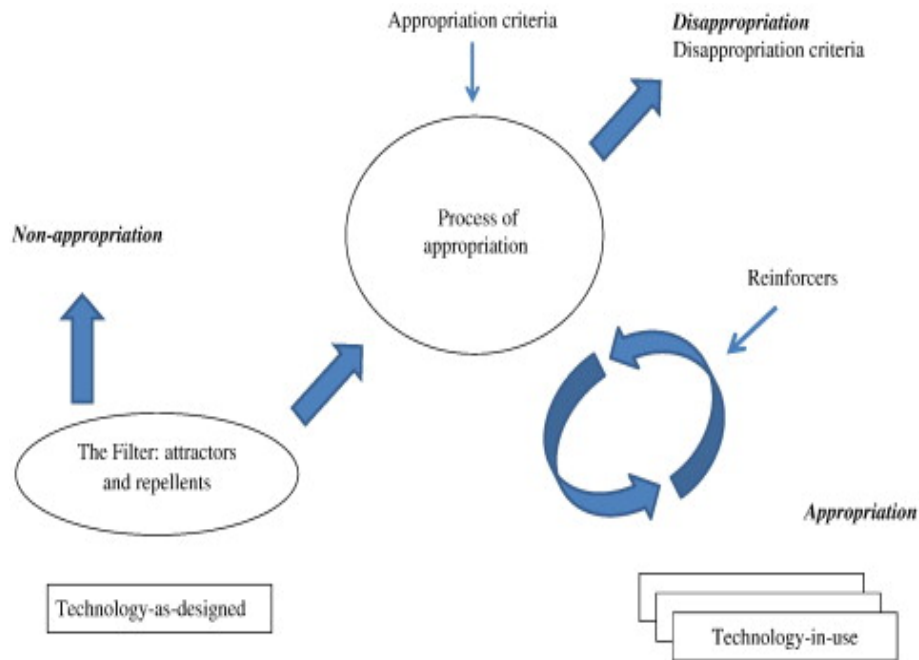 Appropriation criteria
Disappropriation
Disappropriation criteria
Process of
appropriation
Non-appropriation
Reinforcers
The Filter: attractors
and repellents
Appropriation
Technology-as-designed
Technology-in-use